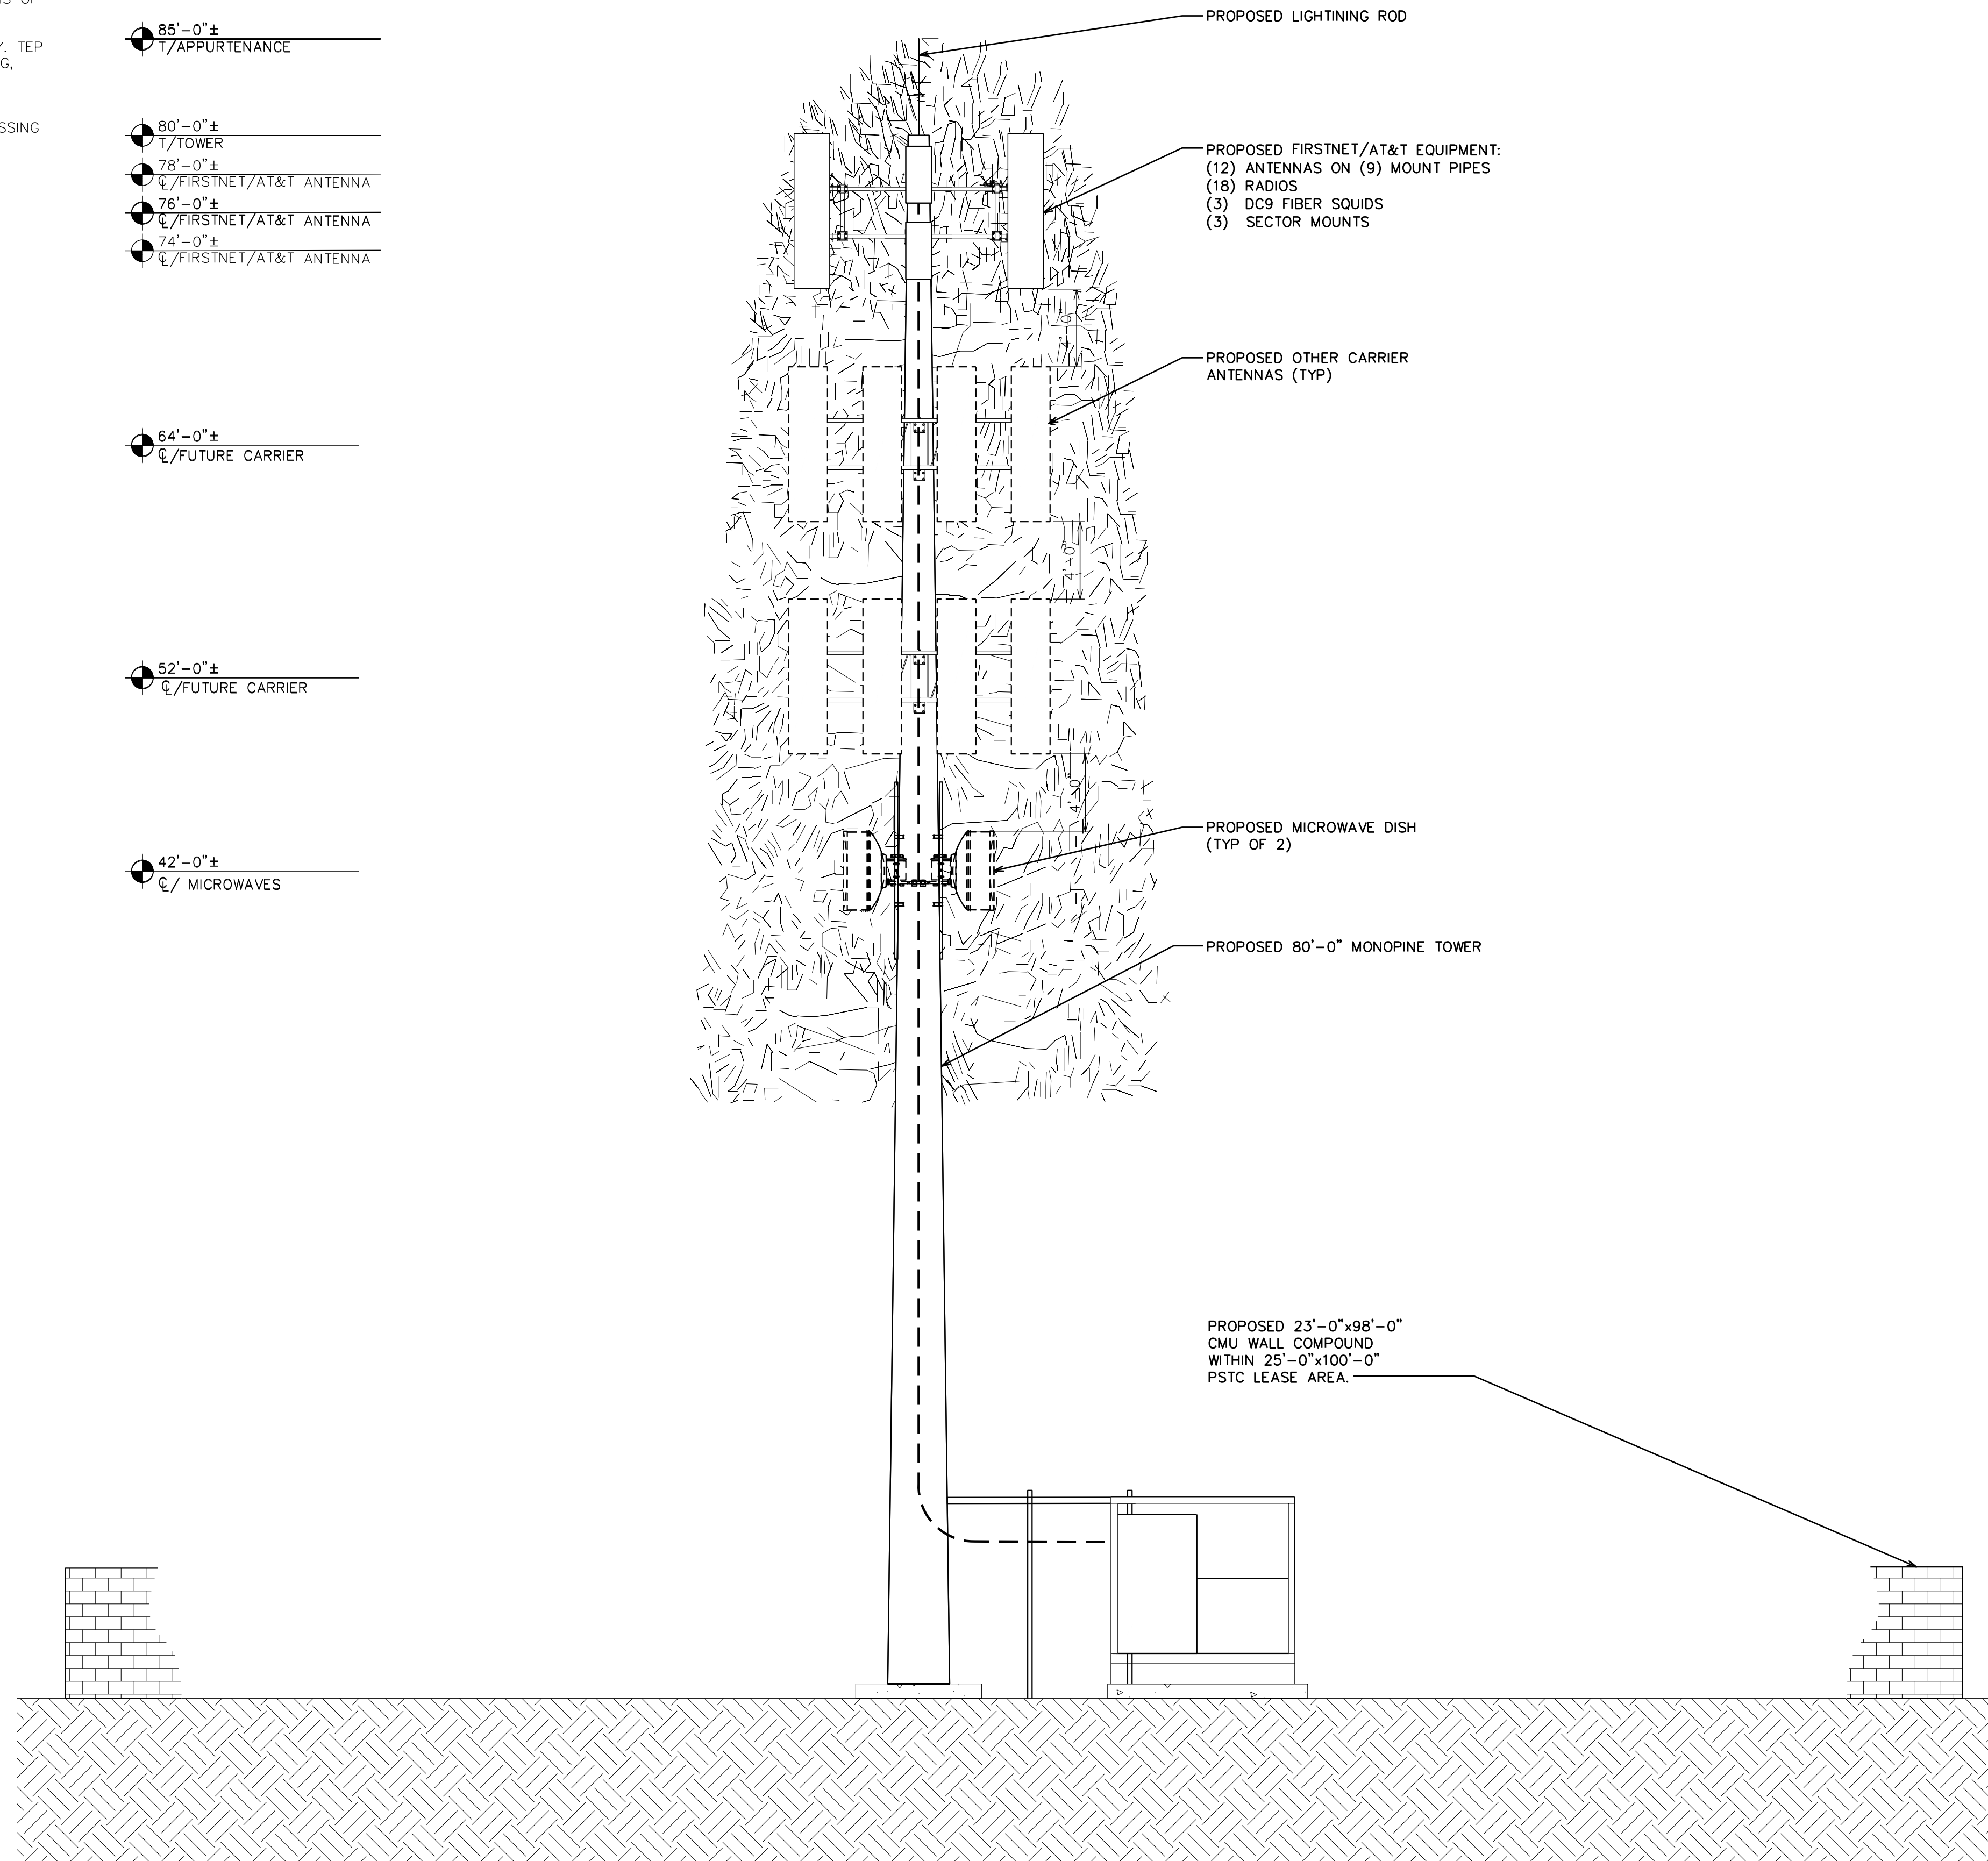 Y. TEP
G,
SSING
85'-0"±
T/APPURTENANCE
80'-0"±
T/TOWER
78'-0"±
℄/FIRSTNET/AT&T ANTENNA
76'-0"±
℄/FIRSTNET/AT&T ANTENNA
74'-0"±
℄/FIRSTNET/AT&T ANTENNA
64'-0"±
℄/FUTURE CARRIER
52'-0"±
℄/FUTURE CARRIER
42'-0"±
℄/ MICROWAVES
4'-0"
4'-0"
4'-0"
PROPOSED LIGHTINING ROD
PROPOSED FIRSTNET/AT&T EQUIPMENT:
(12) ANTENNAS ON (9) MOUNT PIPES
(18) RADIOS
(3) DC9 FIBER SQUIDS
(3) SECTOR MOUNTS
PROPOSED OTHER CARRIER
ANTENNAS (TYP)
PROPOSED MICROWAVE DISH
(TYP OF 2)
PROPOSED 80'-0" MONOPINE TOWER
PROPOSED 23'-0"x98'-0"
CMU WALL COMPOUND
WITHIN 25'-0"x100'-0"
PSTC LEASE AREA.